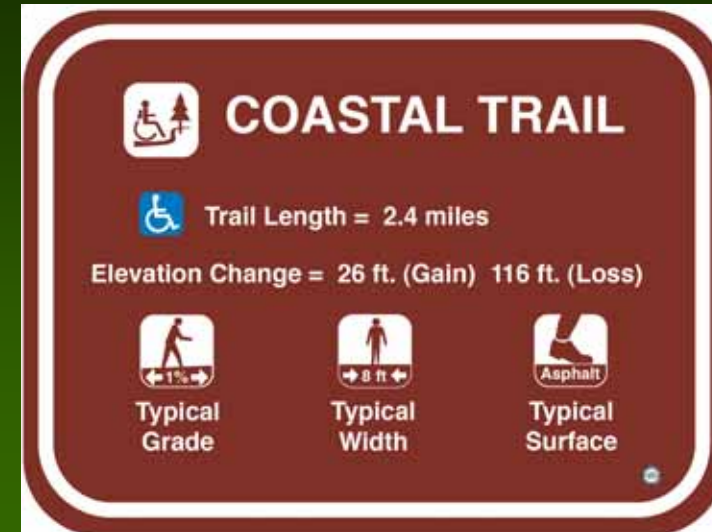 COASTAL TRAIL
Trail Length = 2.4 miles
Elevation Change = 26 ft. (Gain) 116 ft. (Loss)
1% 8 ft Asphalt
Typical Typical Typical
Grade Width Surface